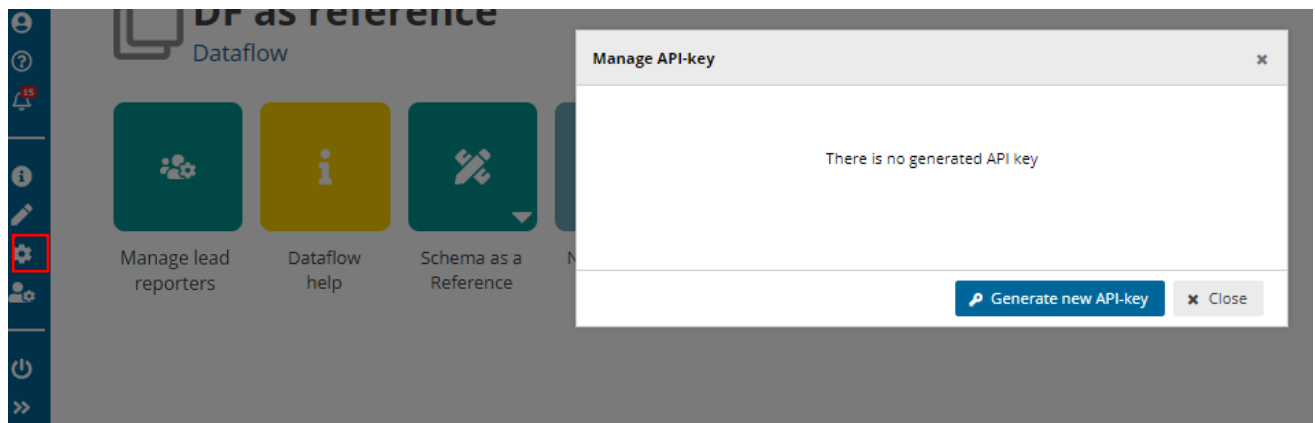 DF as reference
Dataflow
15
Manage API-key
There is no generated API key
Manage lead
reporters
Dataflow
help
Schema as a
Reference
N
Generate new API-key
Close